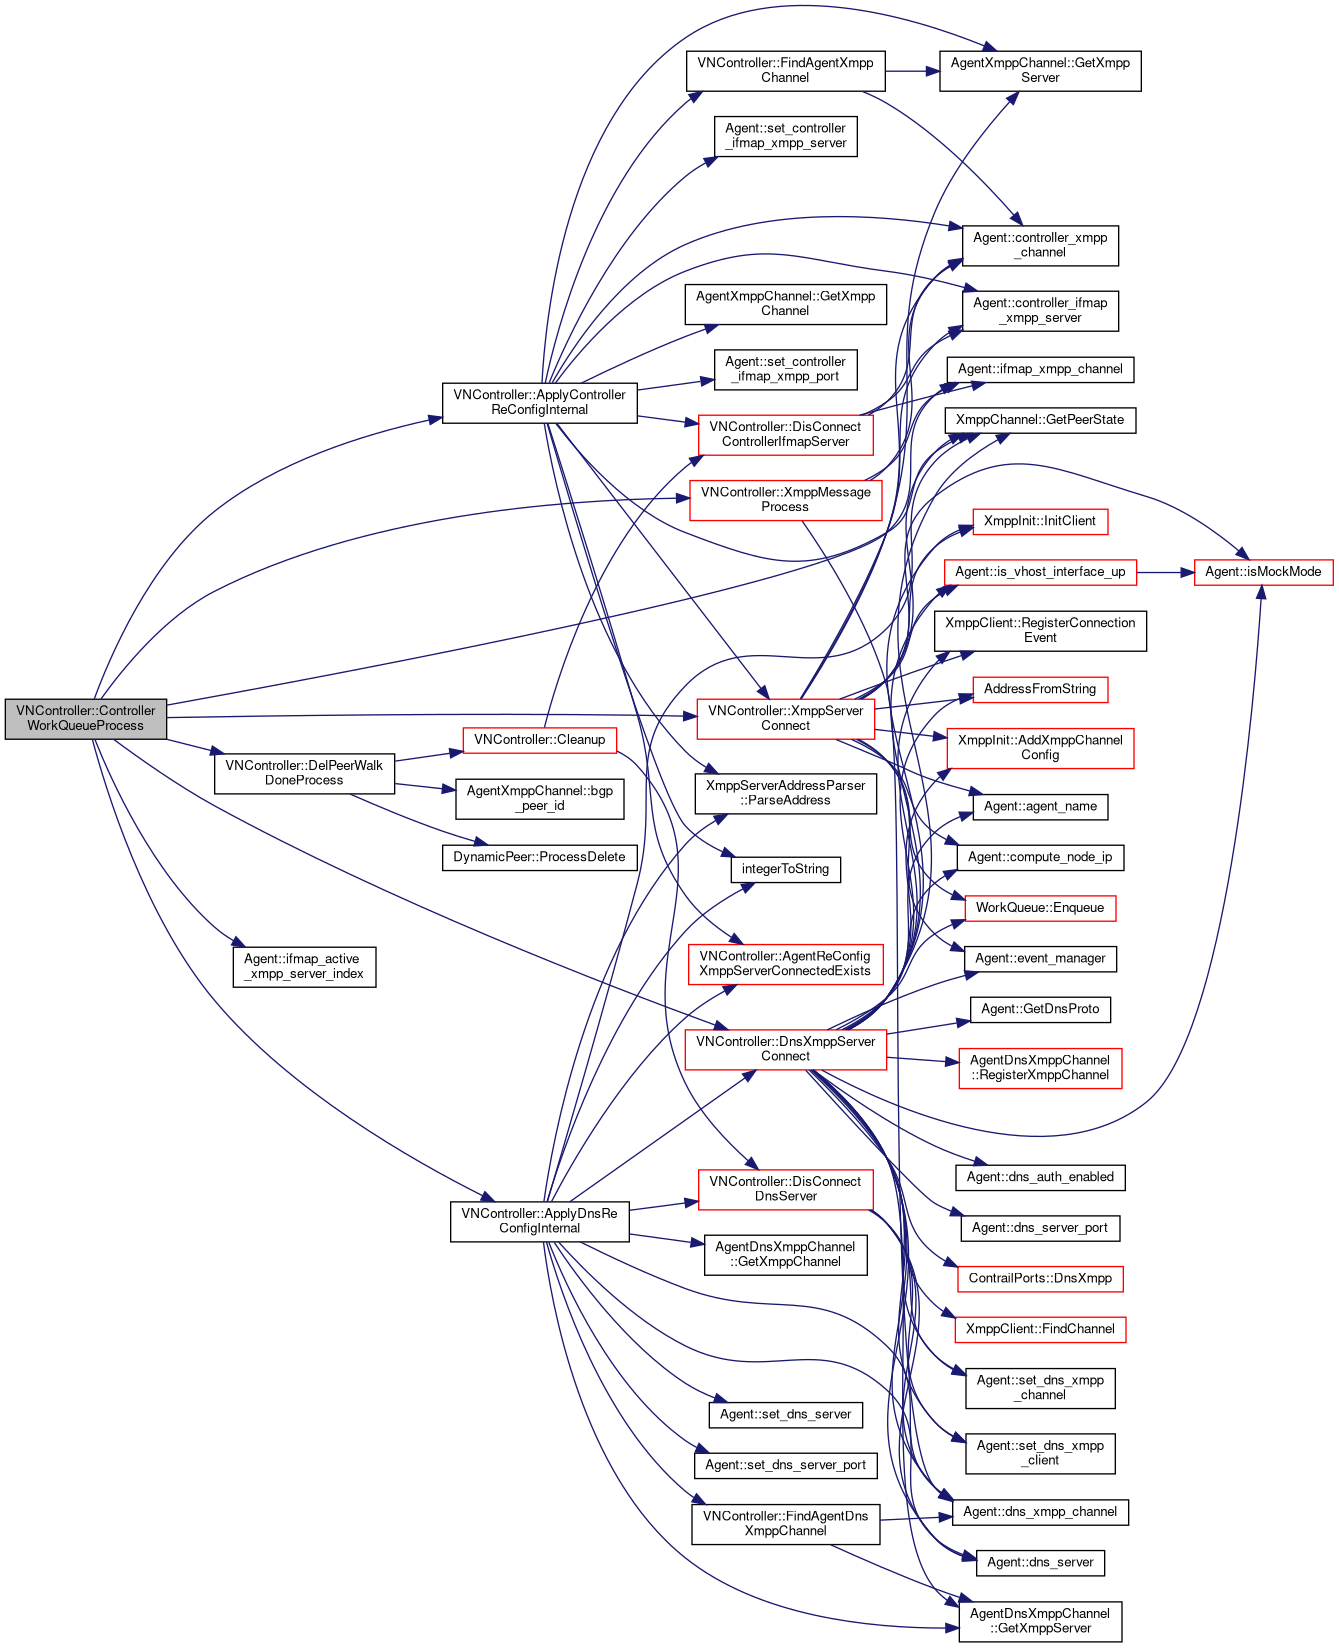 VNController::Controller
WorkQueueProcess
VNController::ApplyController
ReConfigInternal
VNController::DelPeerWalk
DoneProcess
Agent::ifmap_active
_xmpp_server_index
VNController::ApplyDnsRe
ConfigInternal
VNController::Cleanup
AgentXmppChannel::bgp
_peer_id
DynamicPeer::ProcessDelete
VNController::FindAgentXmpp
Channel
Agent::set_controller
_ifmap_xmpp_server
AgentXmppChannel::GetXmpp
Channel
Agent::set_controller
_ifmap_xmpp_port
VNController::DisConnect
ControllerIfmapServer
VNController::XmppMessage
Process
VNController::XmppServer
Connect
XmppServerAddressParser
::ParseAddress
integerToString
VNController::AgentReConfig
XmppServerConnectedExists
VNController::DnsXmppServer
Connect
VNController::DisConnect
DnsServer
AgentDnsXmppChannel
::GetXmppChannel
Agent::set_dns_server
Agent::set_dns_server_port
VNController::FindAgentDns
XmppChannel
AgentXmppChannel::GetXmpp
Server
Agent::controller_xmpp
_channel
Agent::controller_ifmap
_xmpp_server
Agent::ifmap_xmpp_channel
XmppChannel::GetPeerState
XmppInit::InitClient
Agent::is_vhost_interface_up
Agent::isMockMode
XmppClient::RegisterConnection
Event
AddressFromString
XmppInit::AddXmppChannel
Config
Agent::agent_name
Agent::compute_node_ip
WorkQueue::Enqueue
Agent::event_manager
Agent::GetDnsProto
AgentDnsXmppChannel
::RegisterXmppChannel
Agent::dns_auth_enabled
Agent::dns_server_port
ContrailPorts::DnsXmpp
XmppClient::FindChannel
Agent::set_dns_xmpp
_channel
Agent::set_dns_xmpp
_client
Agent::dns_xmpp_channel
Agent::dns_server
AgentDnsXmppChannel
::GetXmppServer